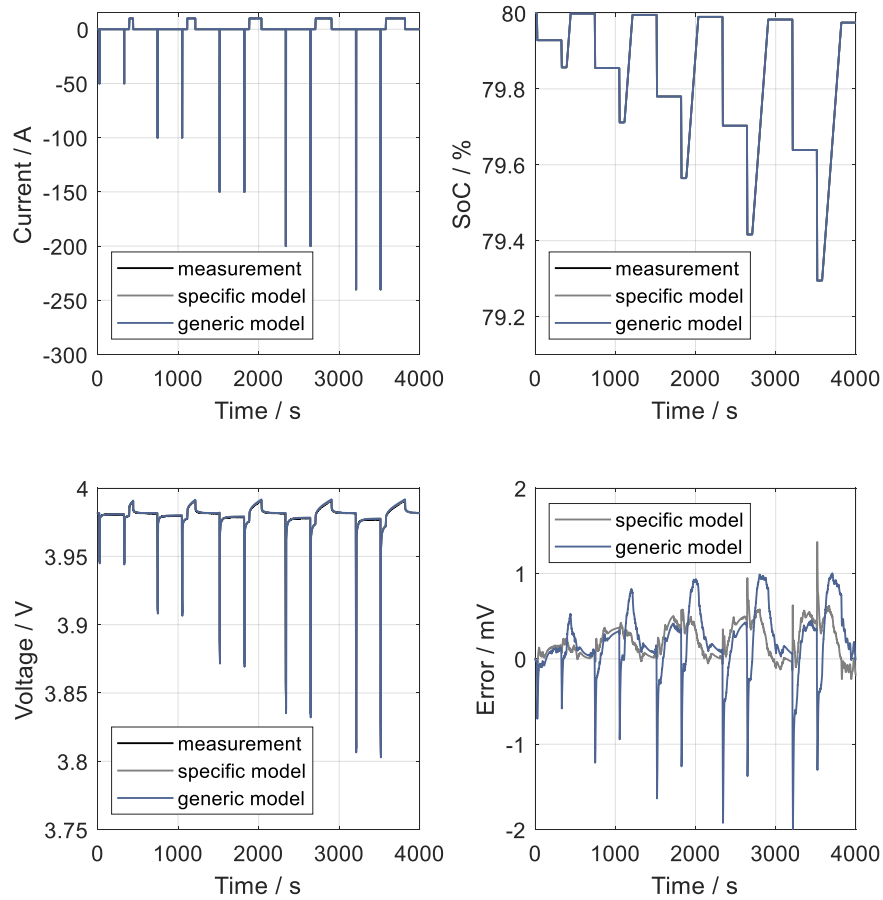 0
-50
-100
-150
-200
-250
-300
Current / A
measurement
specific model
generic model
0 1000 2000 3000 4000
Time / s
80
79.8
79.6
79.4
79.2
SoC / %
measurement
specific model
generic model
0 1000 2000 3000 4000
Time / s
4
3.95
3.9
3.85
3.8
3.75
Voltage / V
measurement
specific model
generic model
0 1000 2000 3000 4000
Time / s
2
1
0
-1
-2
Error / mV
specific model
generic model
0 1000 2000 3000 4000
Time / s